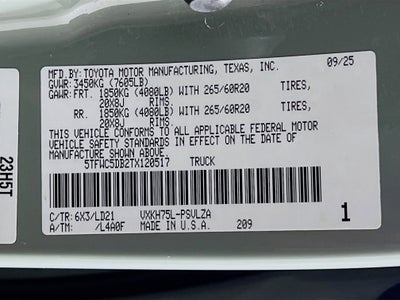 MFD. BY: TOYOTA MOTOR MANUFACTURING, TEXAS, INC. 09/25
GVWR: 3450KG (7605LB)
GAWR: FRT. 1850KG (4080LB) WITH 265/60R20 TIRES,
20X8J RIMS,
RR. 1850KG (4080LB) WITH 265/60R20 TIRES,
20X8J RIMS,
THIS VEHICLE CONFORMS TO ALL APPLICABLE FEDERAL MOTOR
VEHICLE SAFETY STANDARDS IN EFFECT ON THE DATE OF
MANUFACTURE SHOWN ABOVE.
5TFWC5DB2TX120517 TRUCK
C/TR: 6X3/LD21 VXKH75L-PSVLZA
A/TM: /L4A0F MADE IN U.S.A. 209
1
23H5T